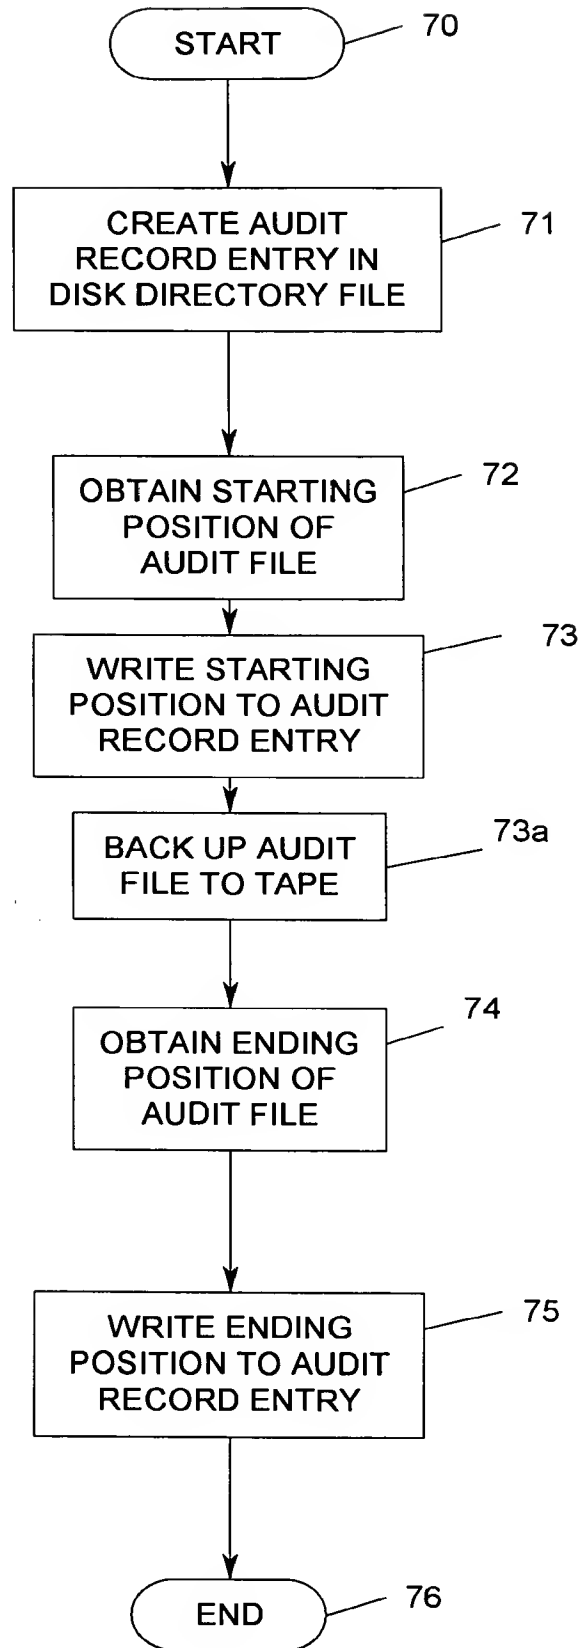 START
70
CREATE AUDIT
RECORD ENTRY IN
DISK DIRECTORY FILE
71
OBTAIN STARTING
POSITION OF
AUDIT FILE
72
WRITE STARTING
POSITION TO AUDIT
RECORD ENTRY
73
BACK UP AUDIT
FILE TO TAPE
73a
OBTAIN ENDING
POSITION OF
AUDIT FILE
74
WRITE ENDING
POSITION TO AUDIT
RECORD ENTRY
75
END
76